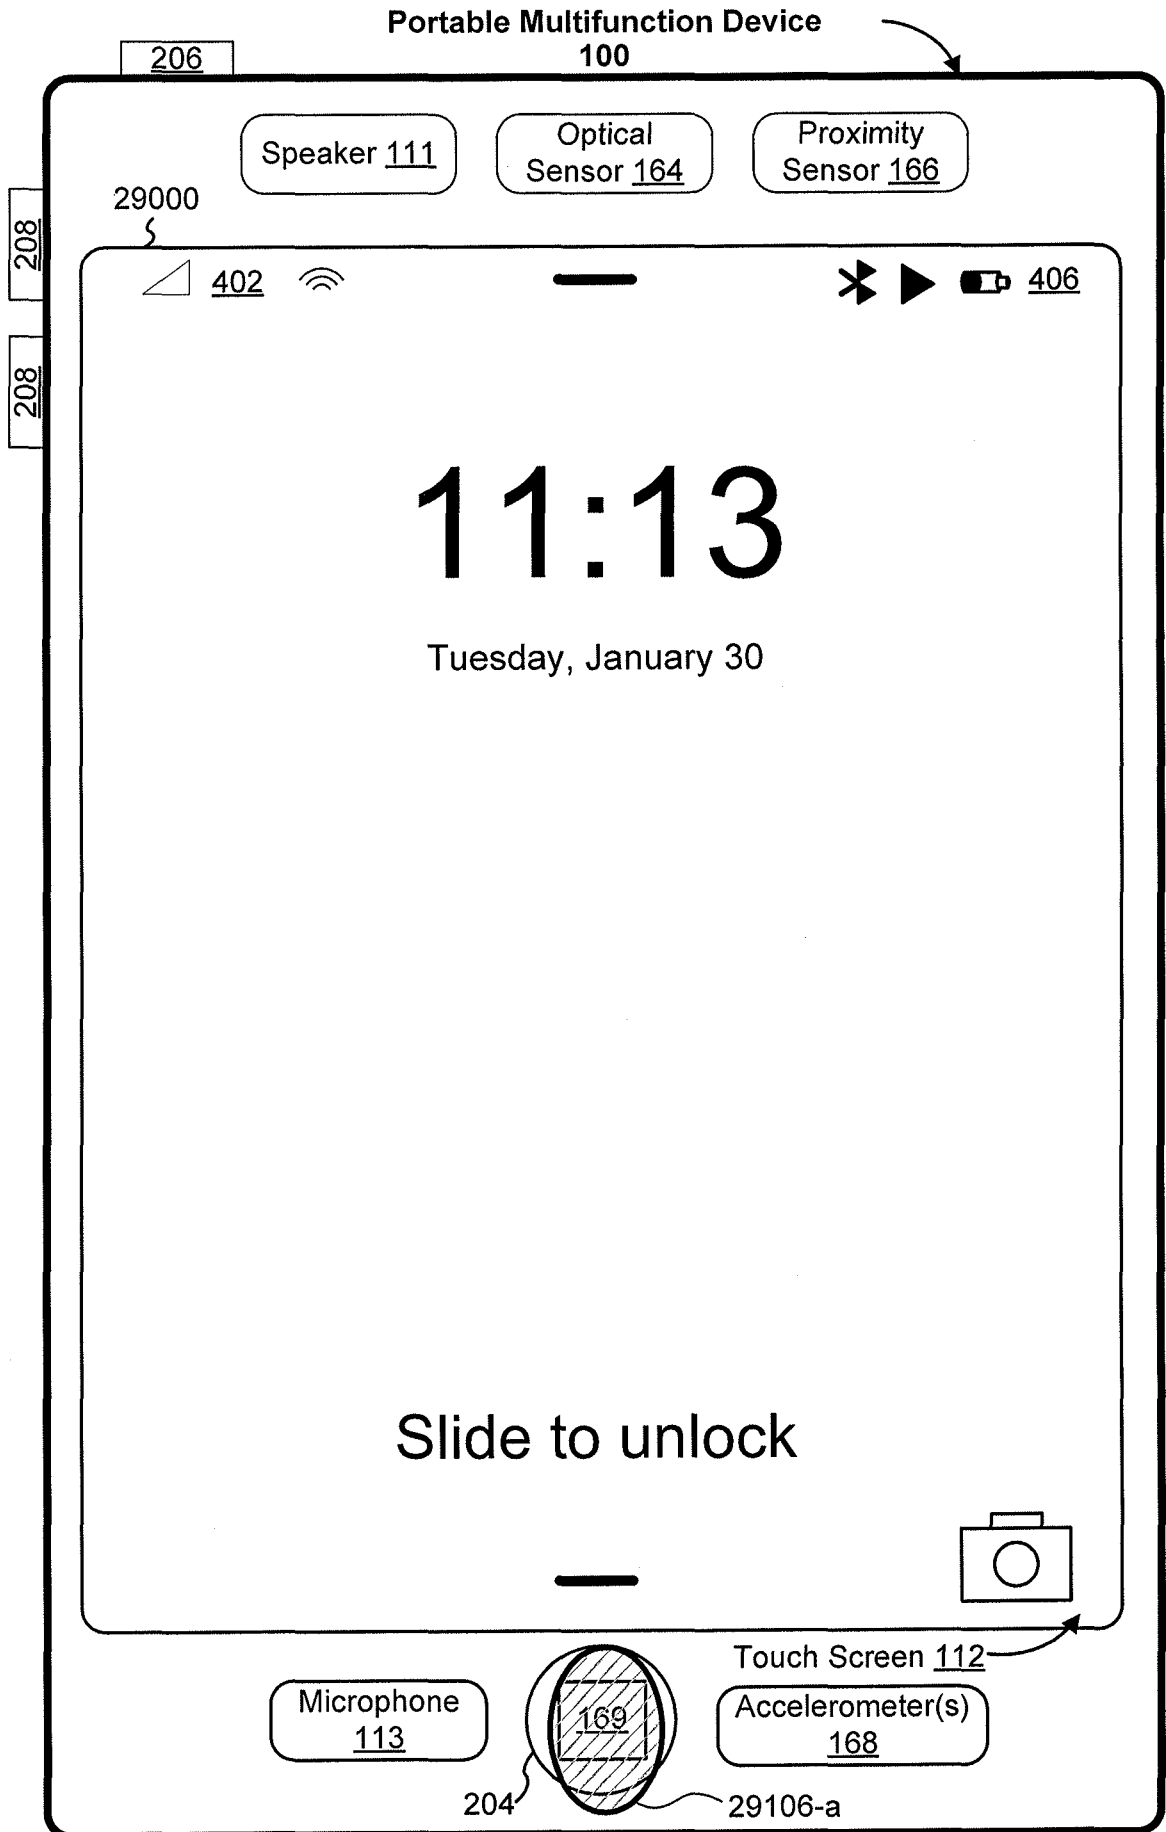 Portable Multifunction Device
100
206
Speaker 111
Optical
Sensor 164
Proximity
Sensor 166
29000
208
208
402
406
11:13
Tuesday, January 30
Slide to unlock
Touch Screen 112
Microphone
113
169
Accelerometer(s)
168
204
29106-a